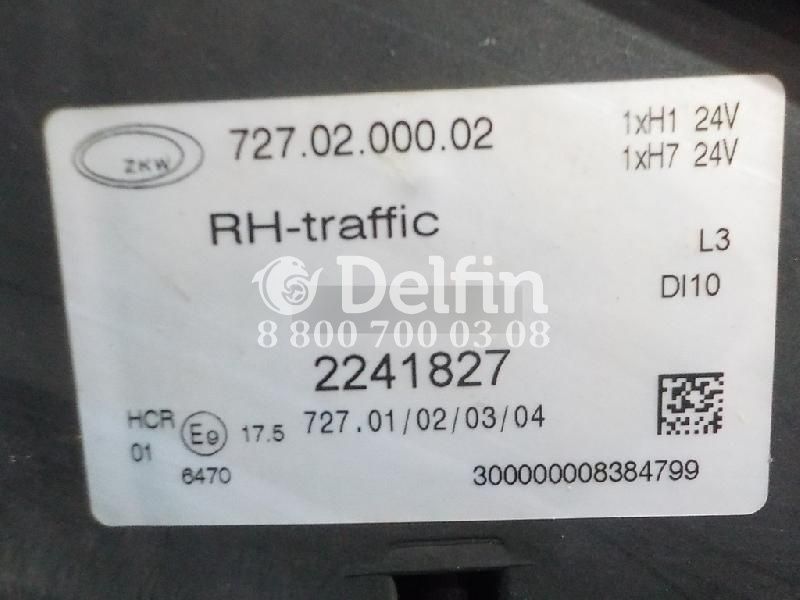 ZKW
727.02.000.02
1xH1 24V
1xH7 24V
RH-traffic
L3
DI10
Delfin
8 800 700 03 08
2241827
HCR
01
E9
17.5
727.01/02/03/04
6470
300000008384799